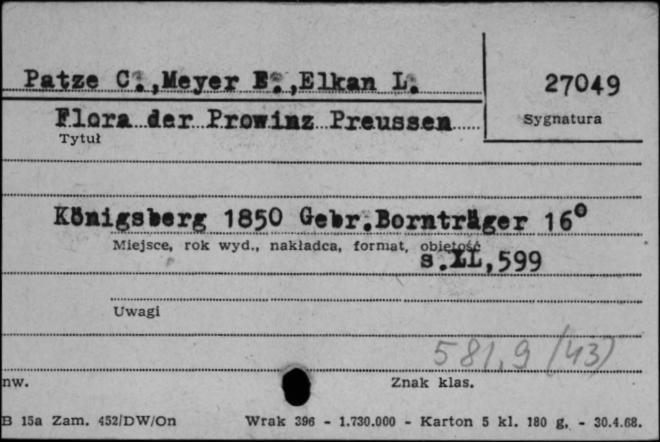 Patze C.,Meyer E.,Elkan L.
27049
Sygnatura
Flora der Prowinz Preussen
Tytuł
Königsberg 1850 Gebr.Bornträger 16°
Miejsce, rok wyd., nakładca, format, objętość
s.XL,599
Uwagi
581,9 (43)
nw.
Znak klas.
B 15a Zam. 452/DW/On Wrak 396 - 1.730.000 - Karton 5 kl. 180 g. - 30.4.68.